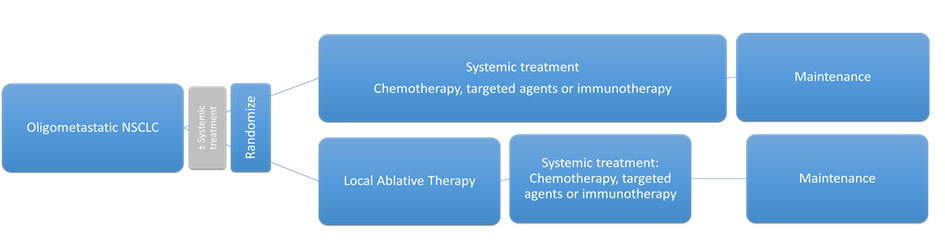 Oligometastatic NSCLC
± Systemic
treatment
Randomize
Systemic treatment
Chemotherapy, targeted agents or immunotherapy
Maintenance
Local Ablative Therapy
Systemic treatment:
Chemotherapy, targeted
agents or immunotherapy
Maintenance